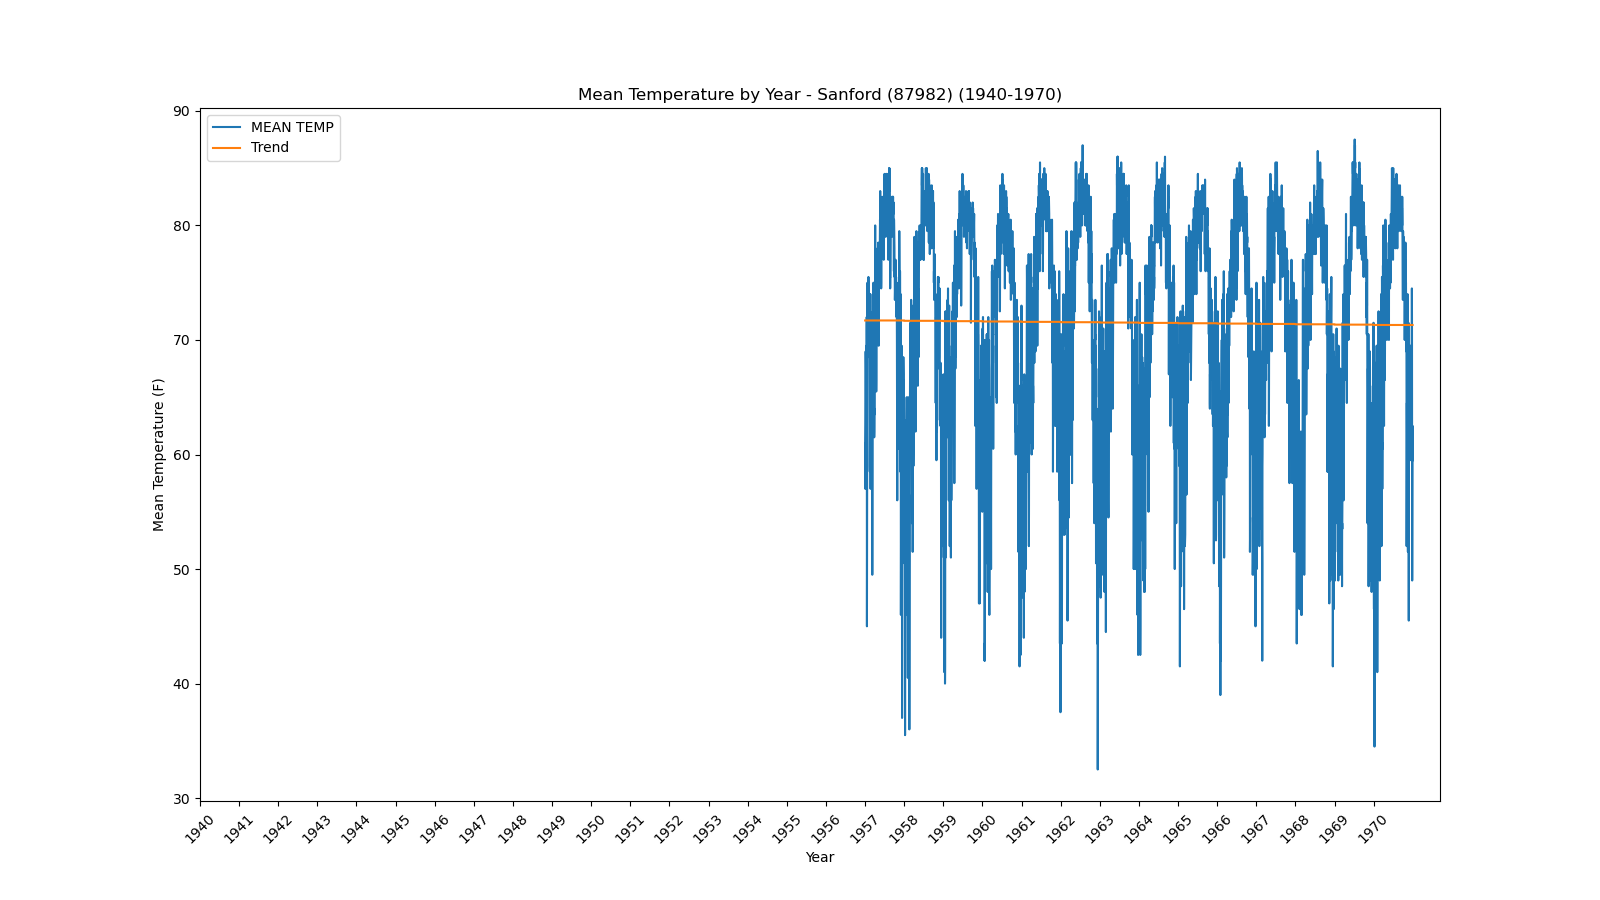 Mean Temperature by Year - Sanford (87982) (1940-1970)
MEAN TEMP
Trend
90
80
70
60
50
40
30
Mean Temperature (F)
1940 1941 1942 1943 1944 1945 1946 1947 1948 1949 1950 1951 1952 1953 1954 1955 1956 1957 1958 1959 1960 1961 1962 1963 1964 1965 1966 1967 1968 1969 1970
Year